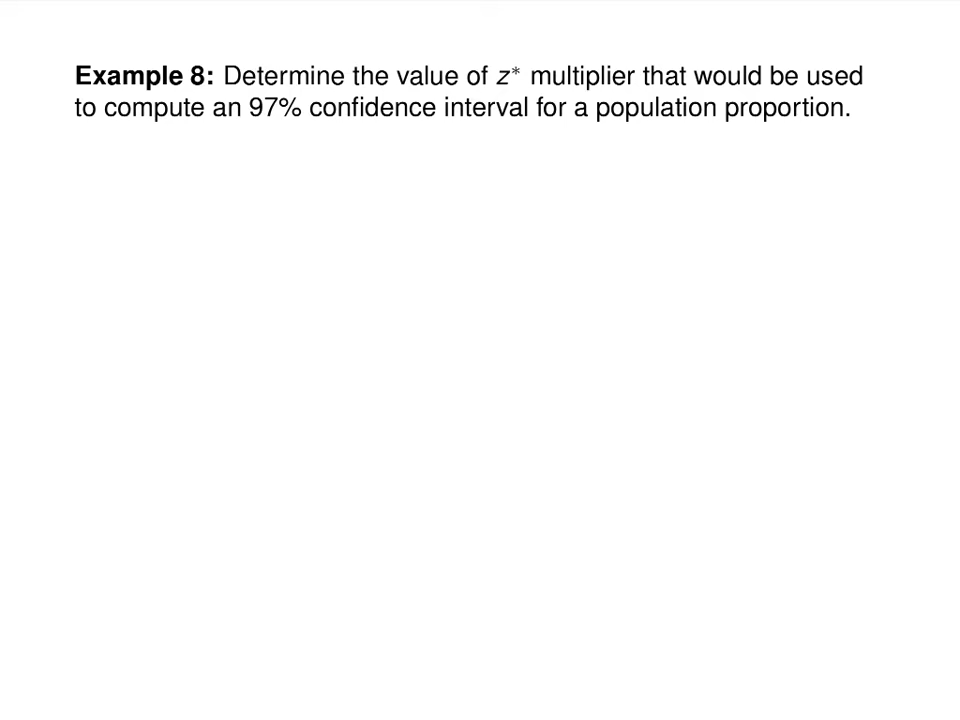 Example 8: Determine the value of z* multiplier that would be used
to compute an 97% confidence interval for a population proportion.